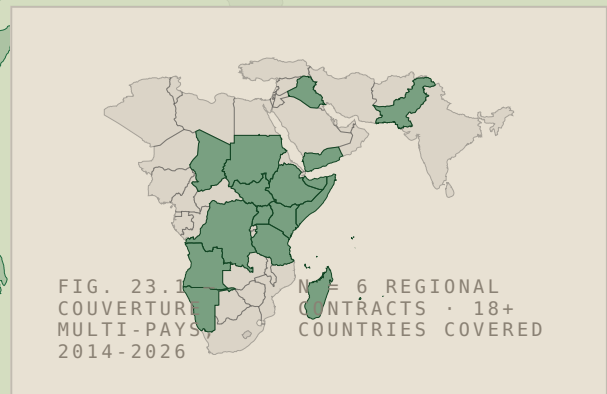 FIG. 23.1
COUVERTURE
MULTI-PAYS
2014-2026
N = 6 REGIONAL
CONTRACTS · 18+
COUNTRIES COVERED